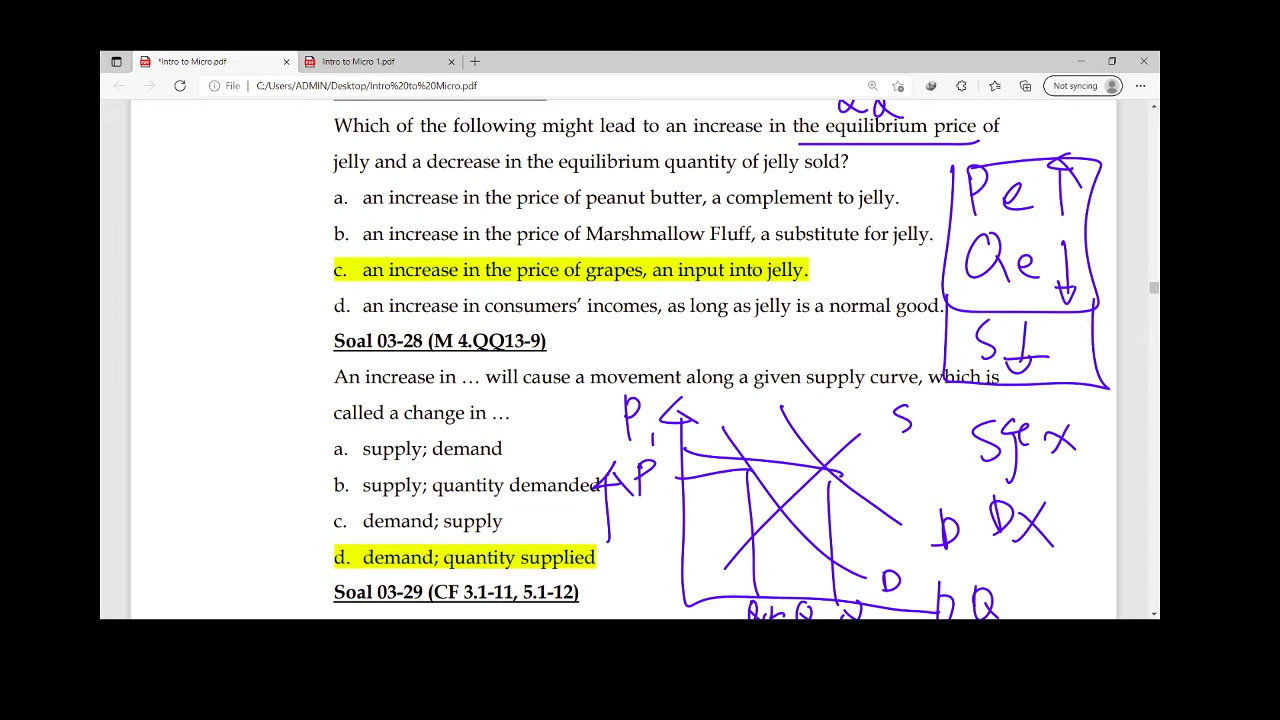 *Intro to Micro.pdf
Intro to Micro 1.pdf
File C:/Users/ADMIN/Desktop/Intro%20to%20Micro.pdf
Not syncing
Which of the following might lead to an increase in the equilibrium price of
jelly and a decrease in the equilibrium quantity of jelly sold?
a. an increase in the price of peanut butter, a complement to jelly.
b. an increase in the price of Marshmallow Fluff, a substitute for jelly.
c. an increase in the price of grapes, an input into jelly.
d. an increase in consumers’ incomes, as long as jelly is a normal good.
Pe
Qe
S
Soal 03-28 (M 4.QQ13-9)
An increase in … will cause a movement along a given supply curve, which is
called a change in …
a. supply; demand
b. supply; quantity demanded
c. demand; supply
d. demand; quantity supplied
Soal 03-29 (CF 3.1-11, 5.1-12)
P
S
P
D
DX
D
Q